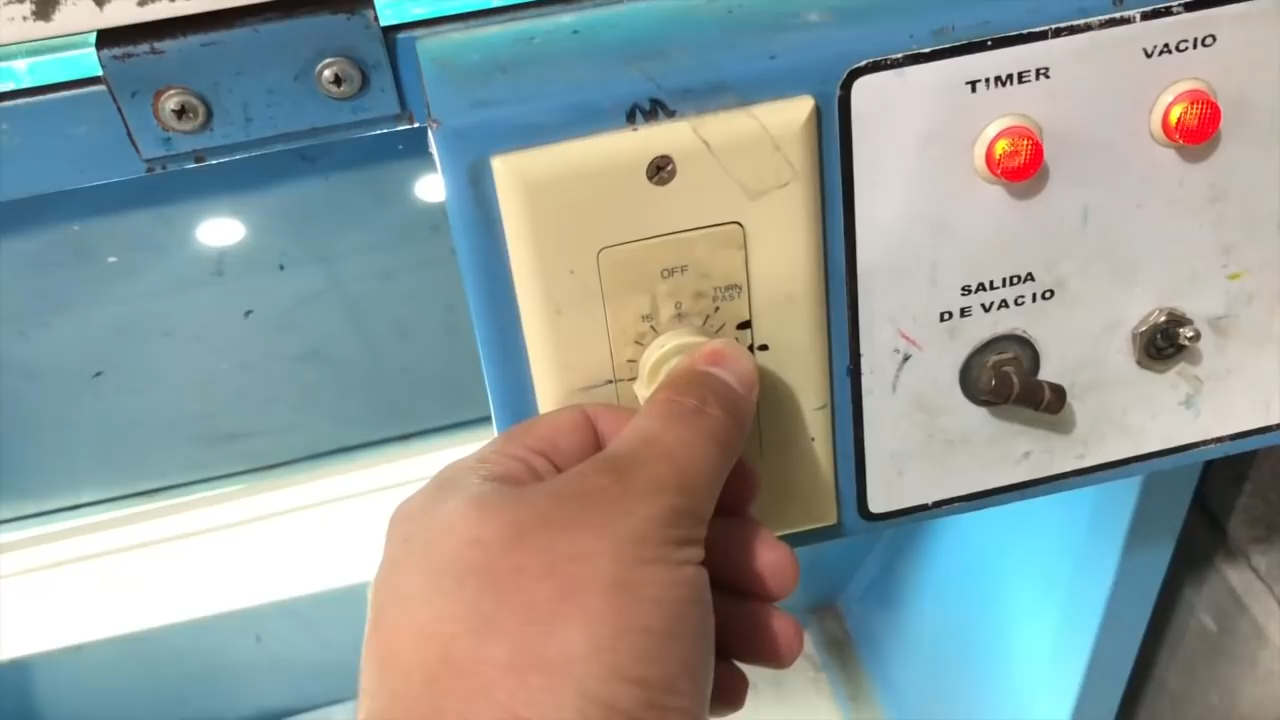 TIMER
VACIO
OFF
TURN
PAST
0
15
SALIDA
DE VACIO